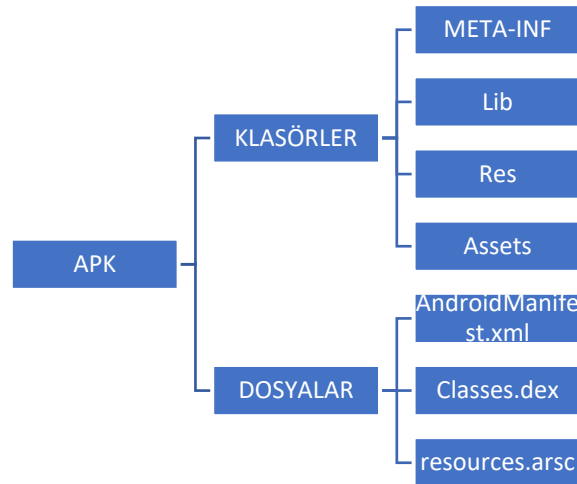 META-INF
Lib
KLASÖRLER
Res
Assets
APK
AndroidManife
st.xml
DOSYALAR
Classes.dex
resources.arsc